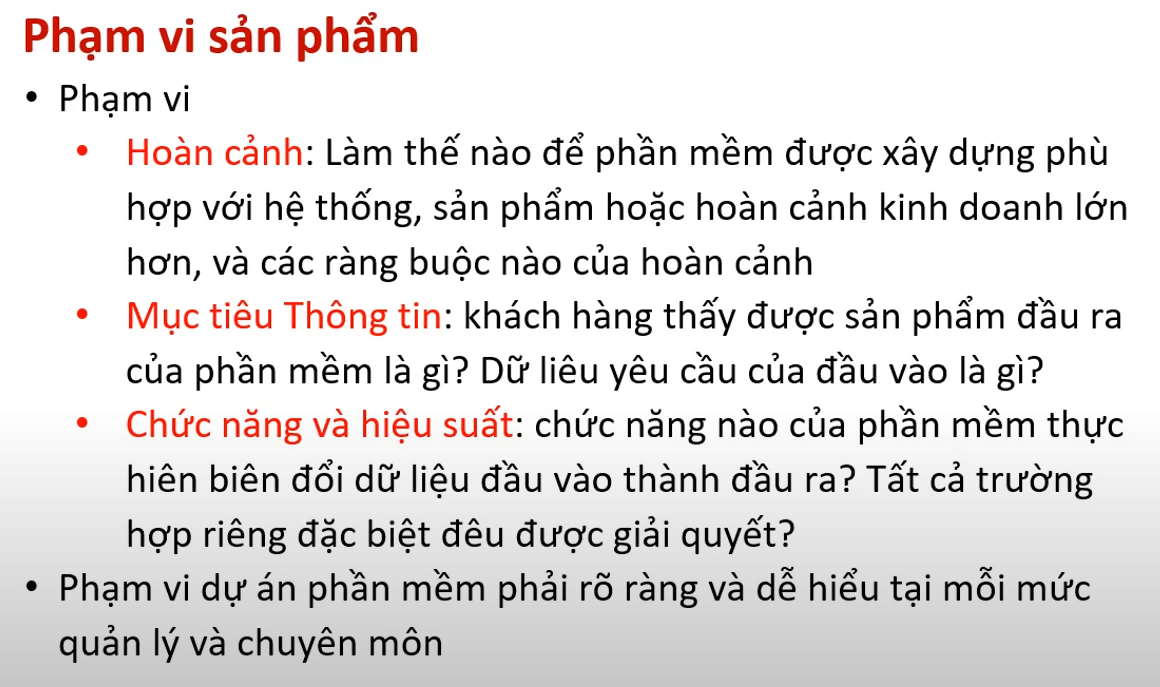 Phạm vi sản phẩm
• Phạm vi
• Hoàn cảnh: Làm thế nào để phần mềm được xây dựng phù
hợp với hệ thống, sản phẩm hoặc hoàn cảnh kinh doanh lớn
hơn, và các ràng buộc nào của hoàn cảnh
• Mục tiêu Thông tin: khách hàng thấy được sản phẩm đầu ra
của phần mềm là gì? Dữ liêu yêu cầu của đầu vào là gì?
• Chức năng và hiệu suất: chức năng nào của phần mềm thực
hiên biên đổi dữ liệu đầu vào thành đầu ra? Tất cả trường
hợp riêng đặc biệt đêu được giải quyết?
• Phạm vi dự án phần mềm phải rõ ràng và dễ hiểu tại mỗi mức
quản lý và chuyên môn